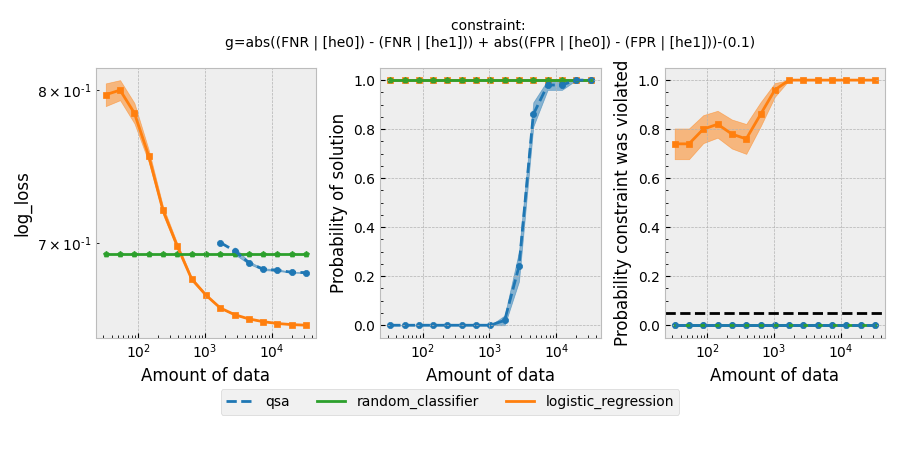 constraint:
g=abs((FNR | [he0]) - (FNR | [he1])) + abs((FPR | [he0]) - (FPR | [he1]))-(0.1)
log_loss
8 × 10⁻¹
7 × 10⁻¹
10² 10³ 10⁴
Amount of data
Probability of solution
1.0
0.8
0.6
0.4
0.2
0.0
10² 10³ 10⁴
Amount of data
Probability constraint was violated
1.0
0.8
0.6
0.4
0.2
0.0
10² 10³ 10⁴
Amount of data
qsa random_classifier logistic_regression